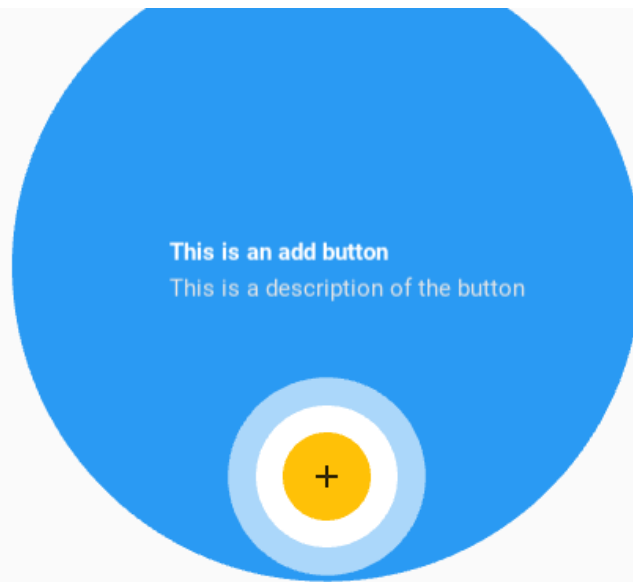 This is an add button
This is a description of the button
+